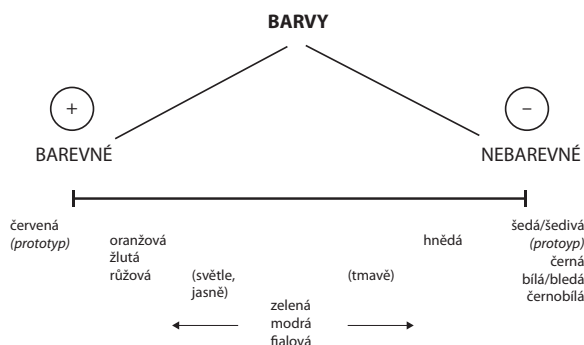 BARVY
+
–
BAREVNÉ
NEBAREVNÉ
červená
(prototyp)
oranžová
žlutá
růžová
(světle,
jasně)
zelená
modrá
fialová
(tmavě)
hnědá
šedá/šedivá
(protoyp)
černá
bílá/bledá
černobílá